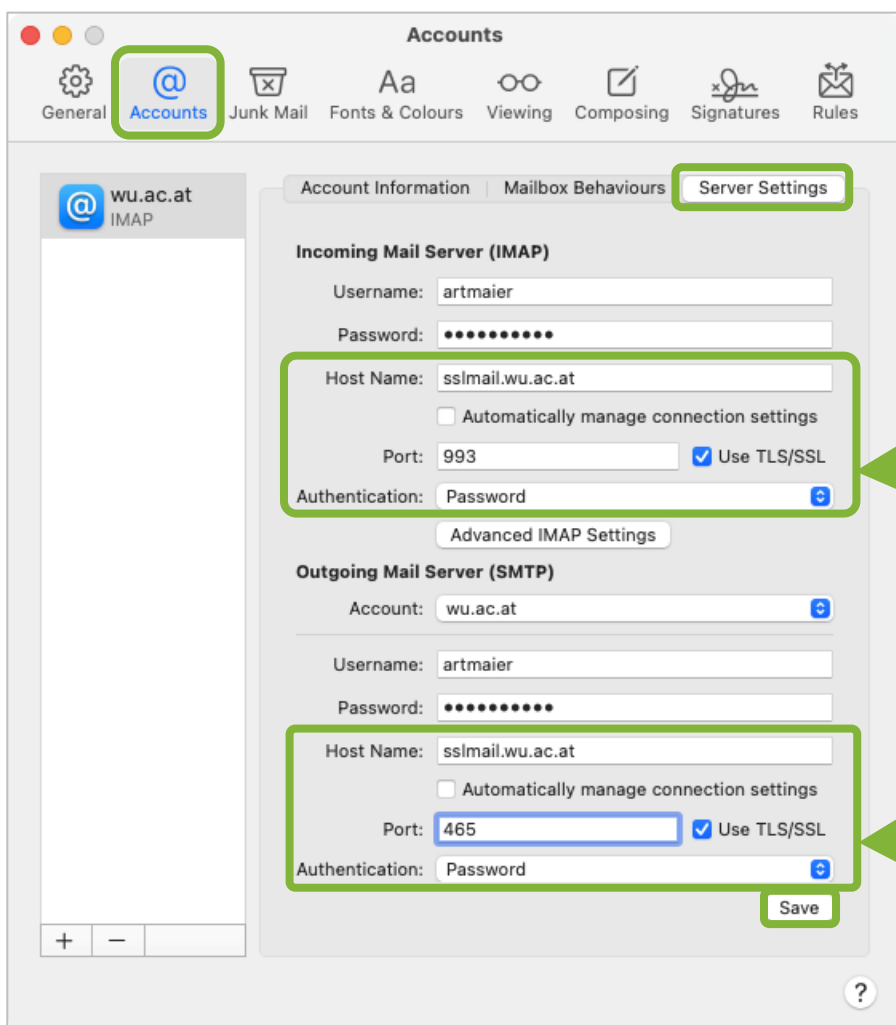 Accounts
General Accounts Junk Mail Fonts & Colours Viewing Composing Signatures Rules
wu.ac.at
IMAP
Account Information Mailbox Behaviours Server Settings
Incoming Mail Server (IMAP)
Username: artmaier
Password: ••••••••••
Host Name: sslmail.wu.ac.at
Automatically manage connection settings
Port: 993 Use TLS/SSL
Authentication: Password
Advanced IMAP Settings
Outgoing Mail Server (SMTP)
Account: wu.ac.at
Username: artmaier
Password: ••••••••••
Host Name: sslmail.wu.ac.at
Automatically manage connection settings
Port: 465 Use TLS/SSL
Authentication: Password
Save
+ −
?